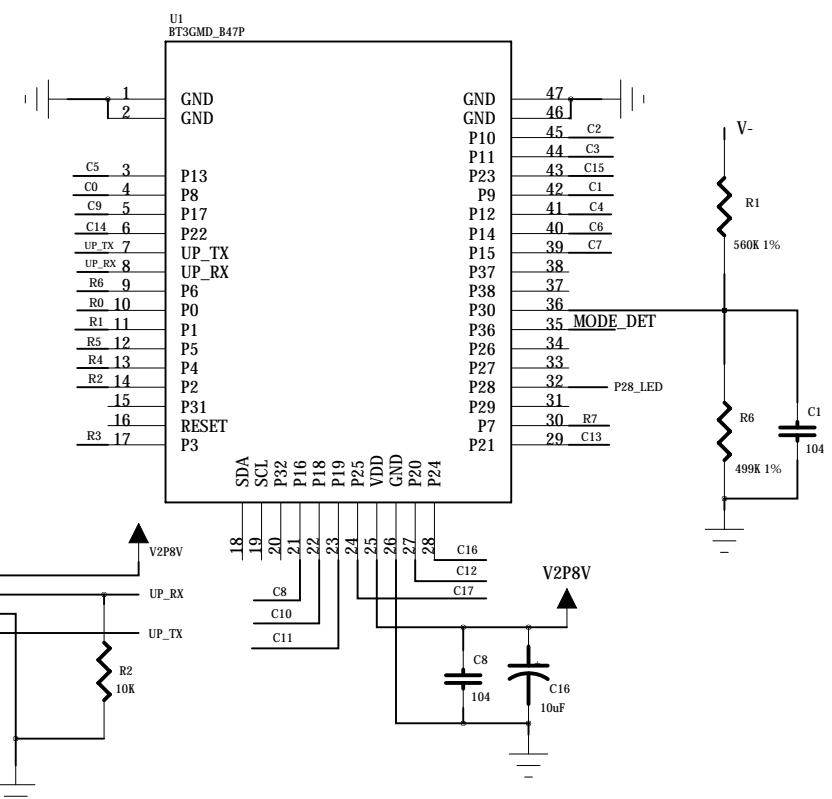 U1
BT3GMD_B47P
1 GND GND 47
2 GND GND 46
P10 45 C2
P11 44 C3
C5 3 P13 P23 43 C15
C0 4 P8 P9 42 C1
C9 5 P17 P12 41 C4
C14 6 P22 P14 40 C6
UP_TX 7 UP_TX P15 39 C7
UP_RX 8 UP_RX P37 38
R6 9 P6 P38 37
R0 10 P0 P30 36
R1 11 P1 P36 35 MODE_DET
R5 12 P5 P26 34
R4 13 P4 P27 33
R2 14 P2 P28 32 P28_LED
15 P31 P29 31
16 RESET P7 30 R7
R3 17 P3 P21 29 C13
SDA SCL P32 P16 P18 P19 P25 VDD GND P20 P24
18 19 20 21 22 23 24 25 26 27 28
V-
R1
560K 1%
R6
499K 1%
C1
104
C16
C12
C17
C8
C10
C11
V2P8V
UP_RX
UP_TX
R2
10K
V2P8V
C8
104
+
C16
10uF